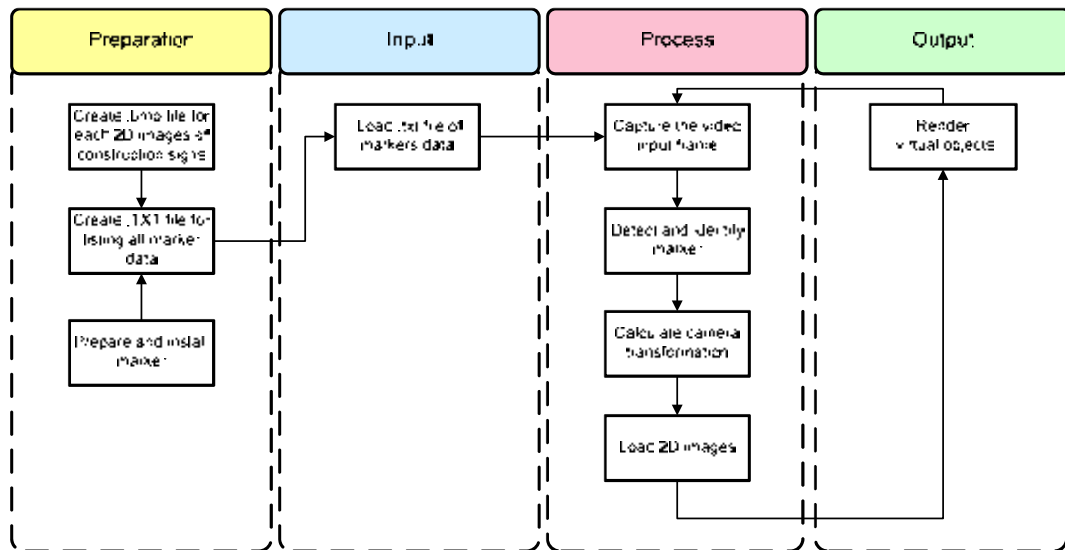 Preparation
Input
Process
Output
Create .bmp file for
each 2D images of
construction signs
Create .TXT file for
listing all marker
data
Prepare and install
marker
Load .txt file of
markers data
Capture the video
input frame
Detect and identify
marker
Calculate camera
transformation
Load 2D images
Render
virtual objects